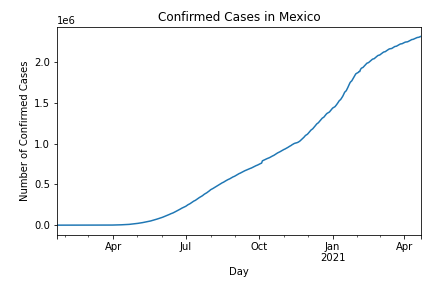 Confirmed Cases in Mexico
1e6
2.0
1.5
1.0
0.5
0.0
Number of Confirmed Cases
Apr Jul Oct Jan Apr
2021
Day